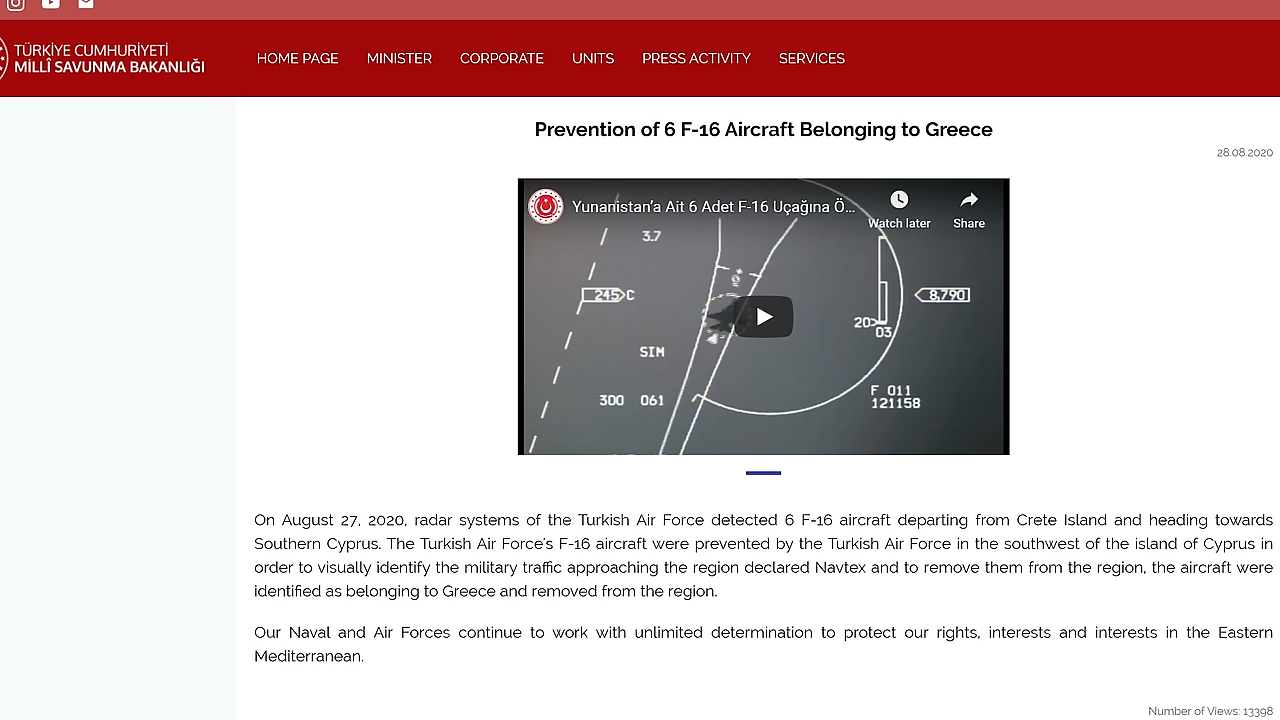 TÜRKİYE CUMHURİYETİ
MİLLÎ SAVUNMA BAKANLIĞI
HOME PAGE MINISTER CORPORATE UNITS PRESS ACTIVITY SERVICES
Prevention of 6 F-16 Aircraft Belonging to Greece
28.08.2020
Yunanistan'a Ait 6 Adet F-16 Uçağına Ö...
Watch later Share
3.7
245 C
8,790
20
03
SIM
300 061
F 011
121158
On August 27, 2020, radar systems of the Turkish Air Force detected 6 F-16 aircraft departing from Crete Island and heading towards
Southern Cyprus. The Turkish Air Force's F-16 aircraft were prevented by the Turkish Air Force in the southwest of the island of Cyprus in
order to visually identify the military traffic approaching the region declared Navtex and to remove them from the region, the aircraft were
identified as belonging to Greece and removed from the region.
Our Naval and Air Forces continue to work with unlimited determination to protect our rights, interests and interests in the Eastern
Mediterranean.
Number of Views: 13398